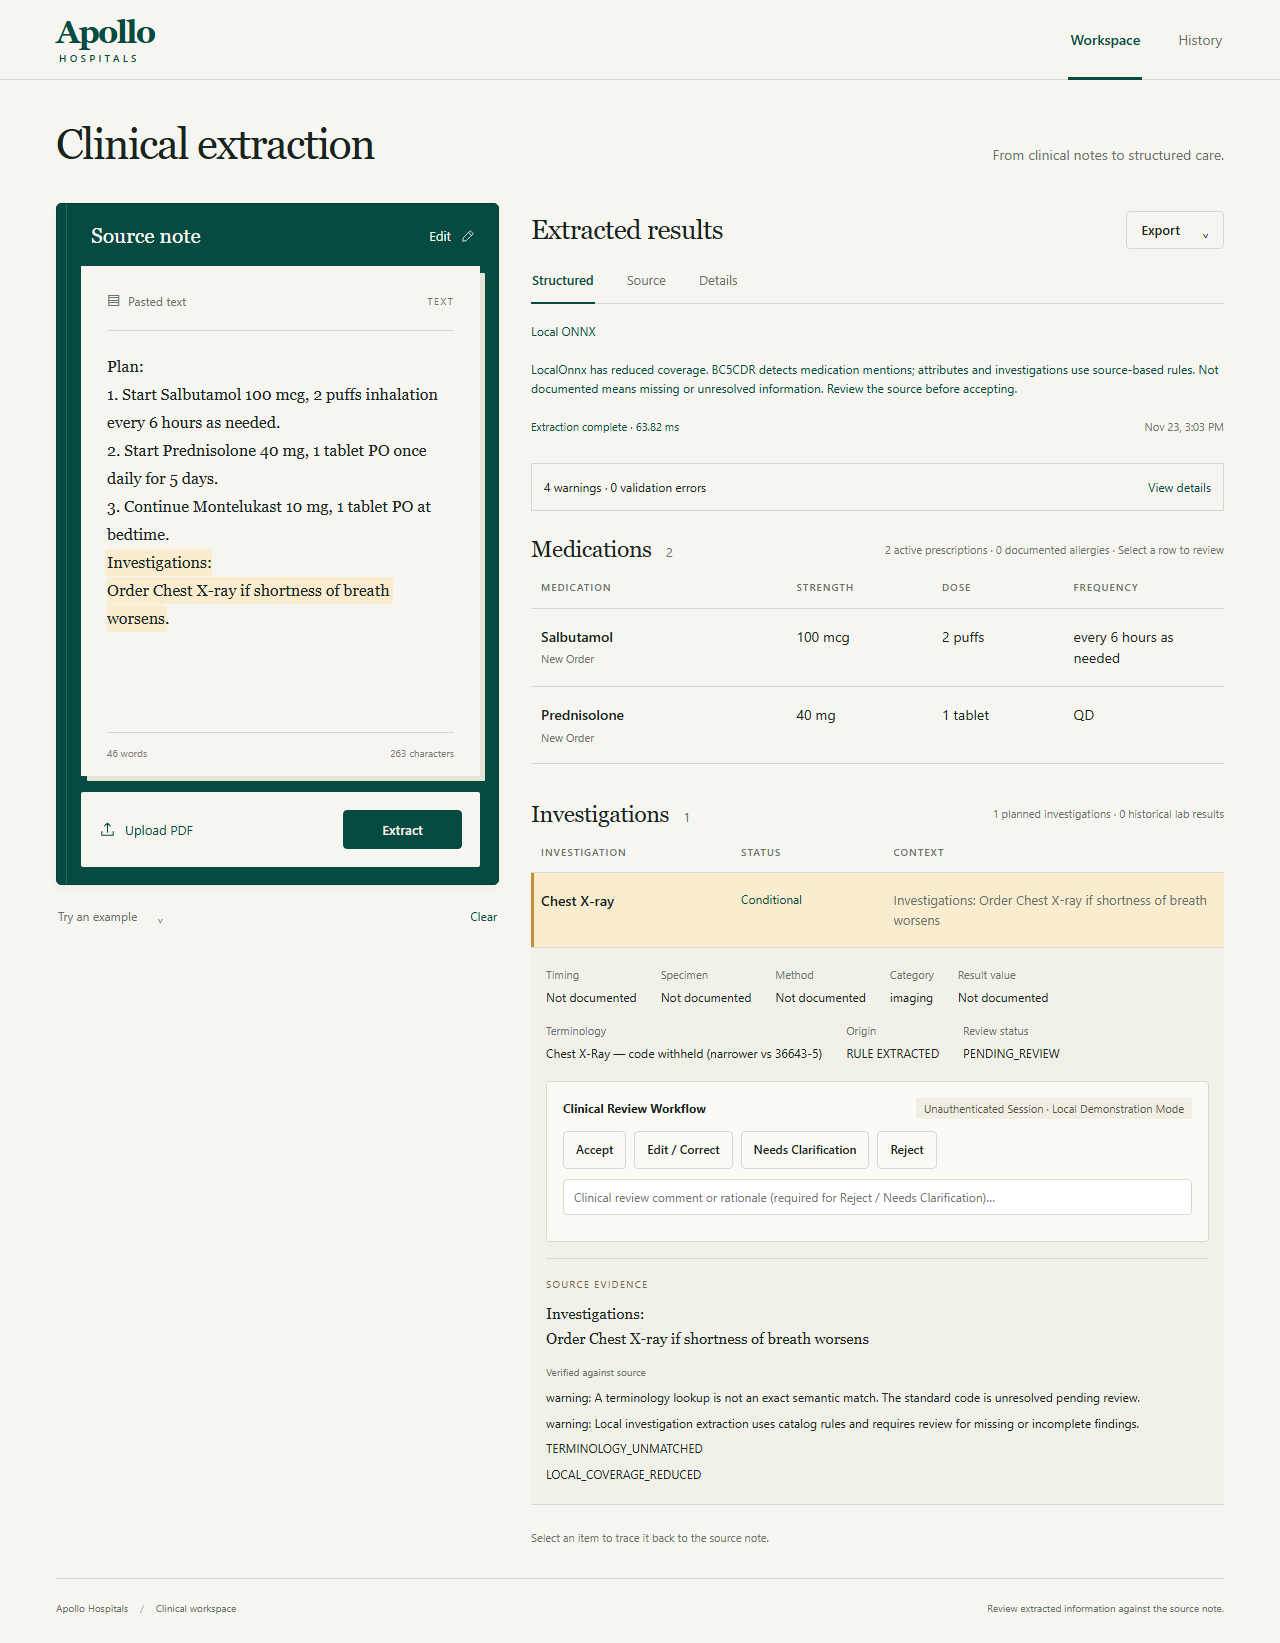 Apollo
HOSPITALS
Workspace
History
Clinical extraction
From clinical notes to structured care.
Source note
Edit
Pasted text
TEXT
Plan:
1. Start Salbutamol 100 mcg, 2 puffs inhalation
every 6 hours as needed.
2. Start Prednisolone 40 mg, 1 tablet PO once
daily for 5 days.
3. Continue Montelukast 10 mg, 1 tablet PO at
bedtime.
Investigations:
Order Chest X-ray if shortness of breath
worsens.
46 words
263 characters
Upload PDF
Extract
Try an example
Clear
Extracted results
Export
Structured
Source
Details
Local ONNX
LocalOnnx has reduced coverage. BC5CDR detects medication mentions; attributes and investigations use source-based rules. Not
documented means missing or unresolved information. Review the source before accepting.
Extraction complete · 63.82 ms
Nov 23, 3:03 PM
4 warnings · 0 validation errors
View details
Medications 2
2 active prescriptions · 0 documented allergies · Select a row to review
MEDICATION STRENGTH DOSE FREQUENCY
Salbutamol 100 mcg 2 puffs every 6 hours as
New Order needed
Prednisolone 40 mg 1 tablet QD
New Order
Investigations 1
1 planned investigations · 0 historical lab results
INVESTIGATION STATUS CONTEXT
Chest X-ray Conditional Investigations: Order Chest X-ray if shortness of breath
worsens
Timing Specimen Method Category Result value
Not documented Not documented Not documented imaging Not documented
Terminology Origin Review status
Chest X-Ray — code withheld (narrower vs 36643-5) RULE EXTRACTED PENDING_REVIEW
Clinical Review Workflow
Unauthenticated Session · Local Demonstration Mode
Accept
Edit / Correct
Needs Clarification
Reject
Clinical review comment or rationale (required for Reject / Needs Clarification)...
SOURCE EVIDENCE
Investigations:
Order Chest X-ray if shortness of breath worsens
Verified against source
warning: A terminology lookup is not an exact semantic match. The standard code is unresolved pending review.
warning: Local investigation extraction uses catalog rules and requires review for missing or incomplete findings.
TERMINOLOGY_UNMATCHED
LOCAL_COVERAGE_REDUCED
Select an item to trace it back to the source note.
Apollo Hospitals / Clinical workspace
Review extracted information against the source note.